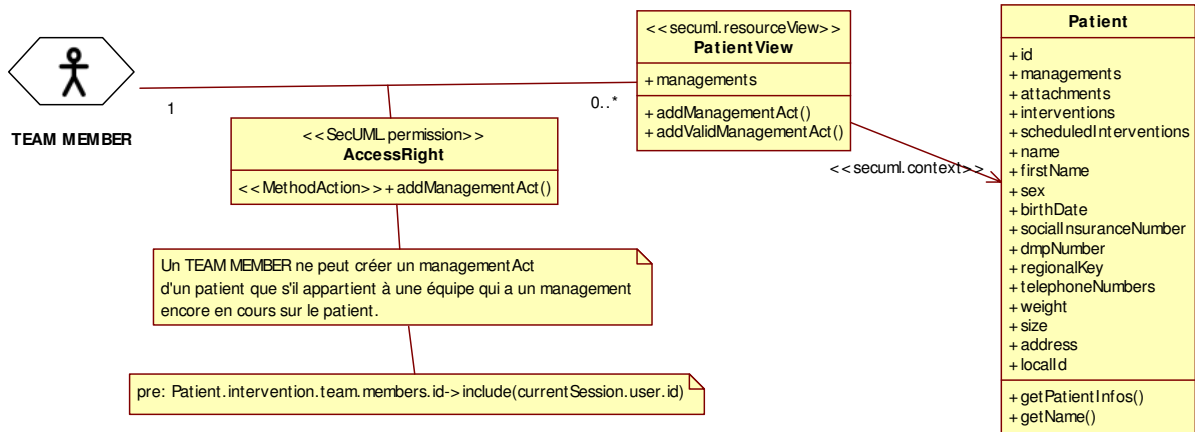 TEAM MEMBER
1
0..*
<<SecUML.permission>>
AccessRight
<<MethodAction>>+addManagementAct()
Un TEAM MEMBER ne peut créer un managementAct
d'un patient que s'il appartient à une équipe qui a un management
encore en cours sur le patient.
pre: Patient.intervention.team.members.id->include(currentSession.user.id)
<<secuml.resourceView>>
PatientView
+managements
+addManagementAct()
+addValidManagementAct()
<<secuml.context>>
Patient
+id
+managements
+attachments
+interventions
+scheduledInterventions
+name
+firstName
+sex
+birthDate
+socialInsuranceNumber
+dmpNumber
+regionalKey
+telephoneNumbers
+weight
+size
+address
+localId
+getPatientInfos()
+getName()